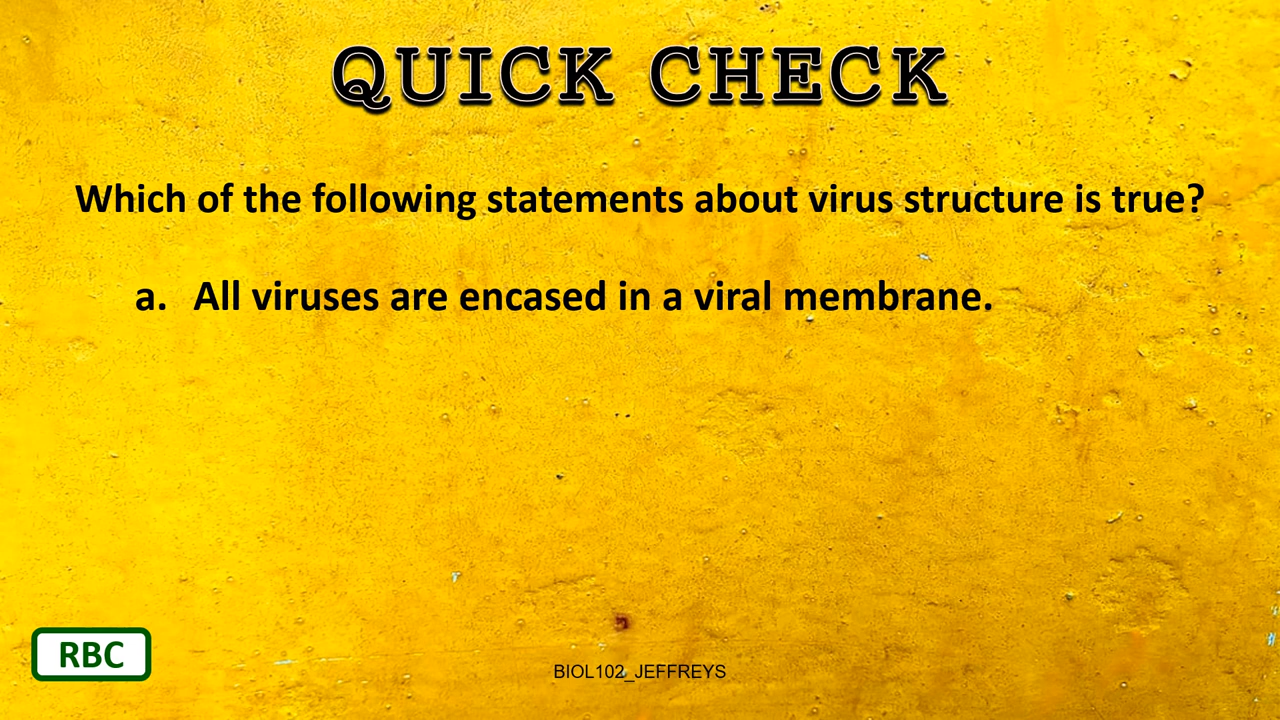 QUICK CHECK
Which of the following statements about virus structure is true?
a. All viruses are encased in a viral membrane.
RBC
BIOL102_JEFFREYS